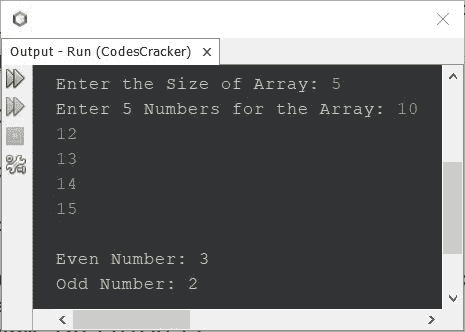 Output - Run (CodesCracker) ×
Enter the Size of Array: 5
Enter 5 Numbers for the Array: 10
12
13
14
15
Even Number: 3
Odd Number: 2